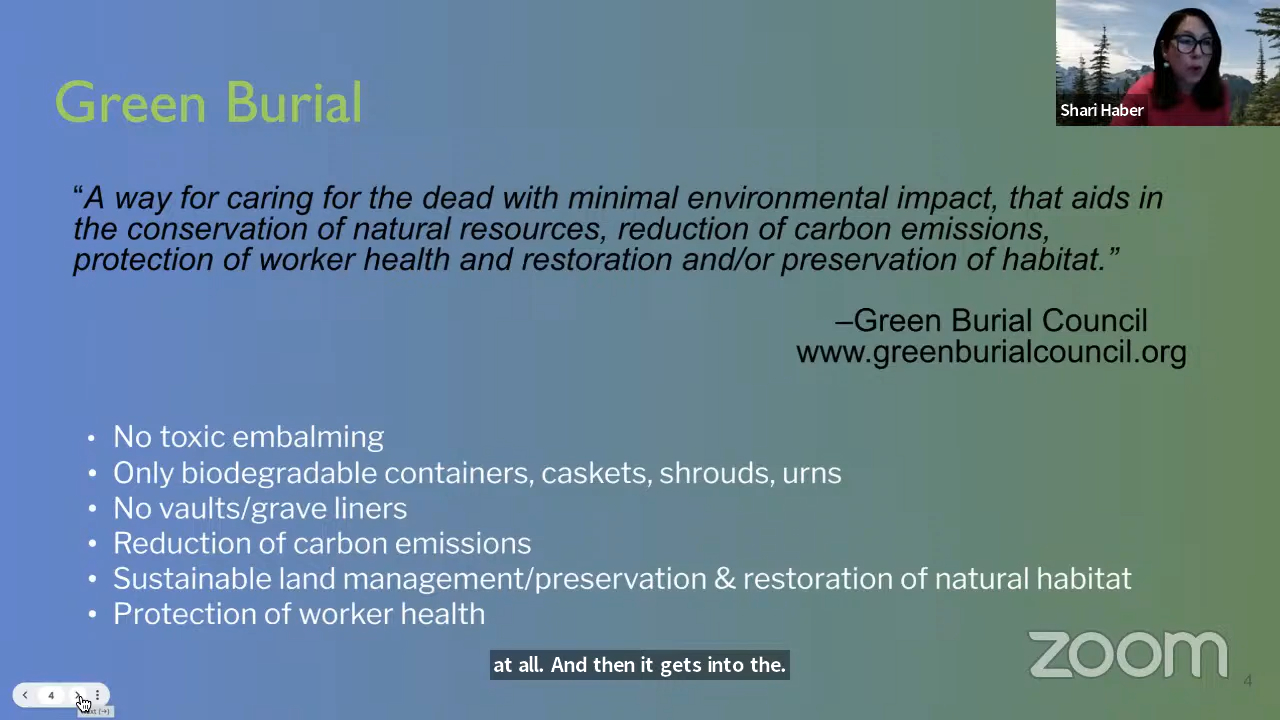 Green Burial
Shari Haber
“A way for caring for the dead with minimal environmental impact, that aids in
the conservation of natural resources, reduction of carbon emissions,
protection of worker health and restoration and/or preservation of habitat.”
–Green Burial Council
www.greenburialcouncil.org
• No toxic embalming
• Only biodegradable containers, caskets, shrouds, urns
• No vaults/grave liners
• Reduction of carbon emissions
• Sustainable land management/preservation & restoration of natural habitat
• Protection of worker health
at all. And then it gets into the.
zoom
4
4